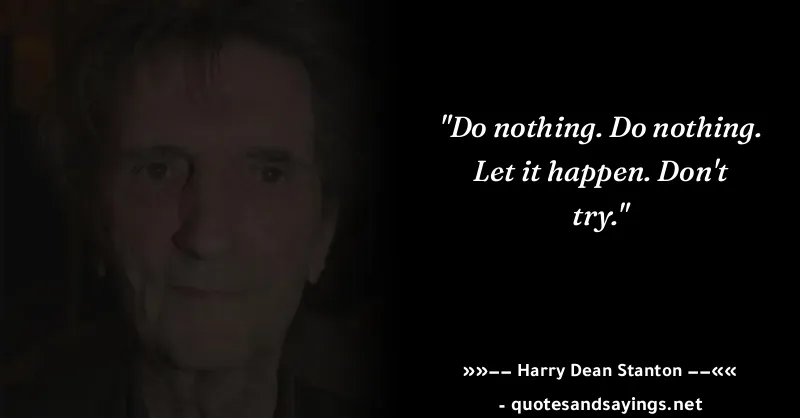 "Do nothing. Do nothing.
Let it happen. Don't
try."
»»−− Harry Dean Stanton −−««
- quotesandsayings.net